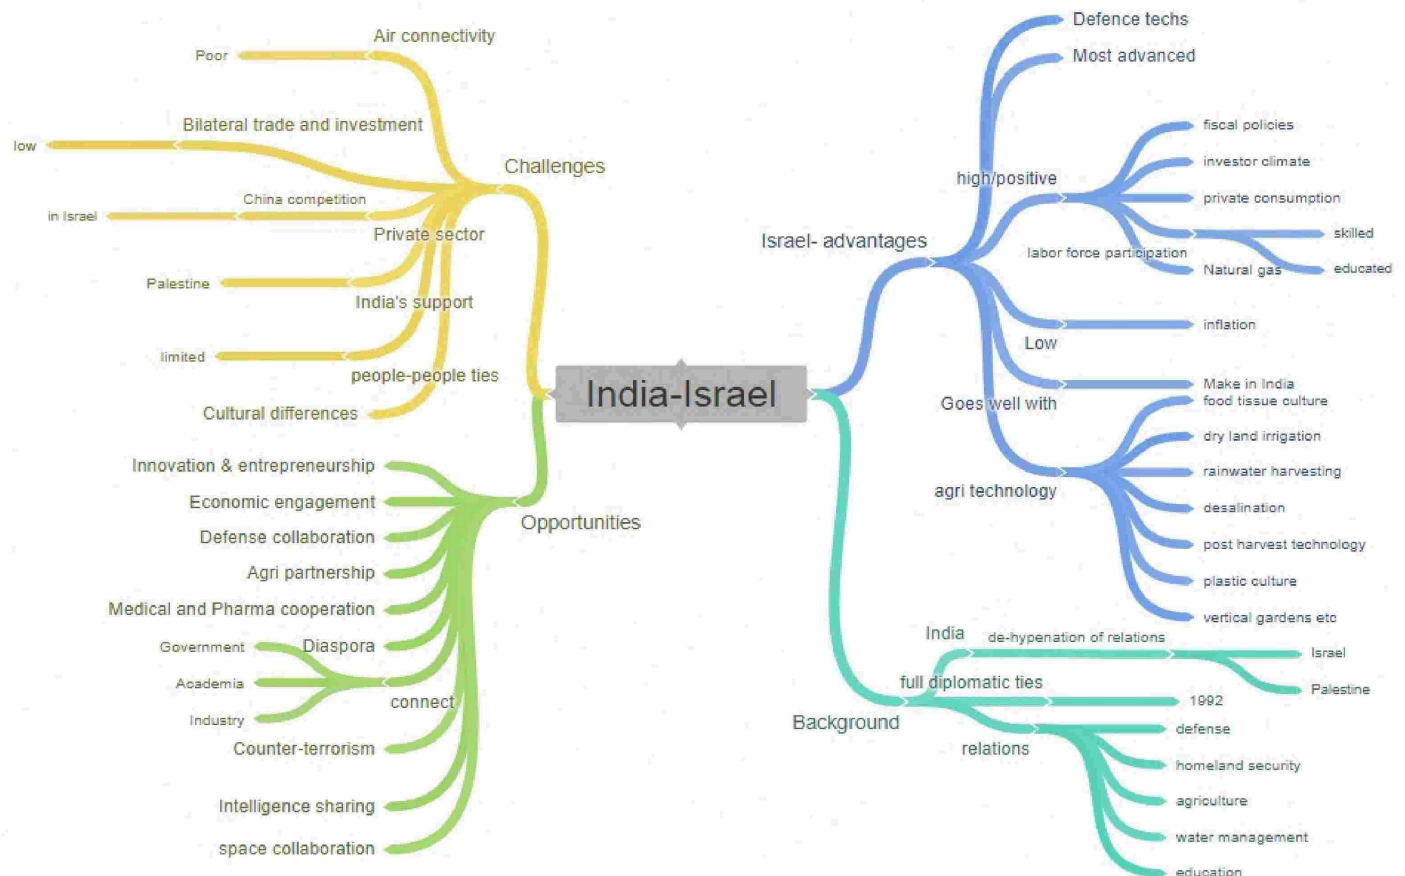 Air connectivity
Poor
Bilateral trade and investment
low
Challenges
China competition
in Israel
Private sector
Palestine
India's support
limited
people-people ties
Cultural differences
India-Israel
Innovation & entrepreneurship
Economic engagement
Opportunities
Defense collaboration
Agri partnership
Medical and Pharma cooperation
Diaspora
Government
Academia
Industry
connect
Counter-terrorism
Intelligence sharing
space collaboration
Defence techs
Most advanced
Israel- advantages
high/positive
fiscal policies
investor climate
private consumption
labor force participation
skilled
educated
Natural gas
Low
inflation
Goes well with
Make in India
agri technology
food tissue culture
dry land irrigation
rainwater harvesting
desalination
post harvest technology
plastic culture
vertical gardens etc
Background
India
de-hypenation of relations
Israel
Palestine
full diplomatic ties
1992
relations
defense
homeland security
agriculture
water management
education